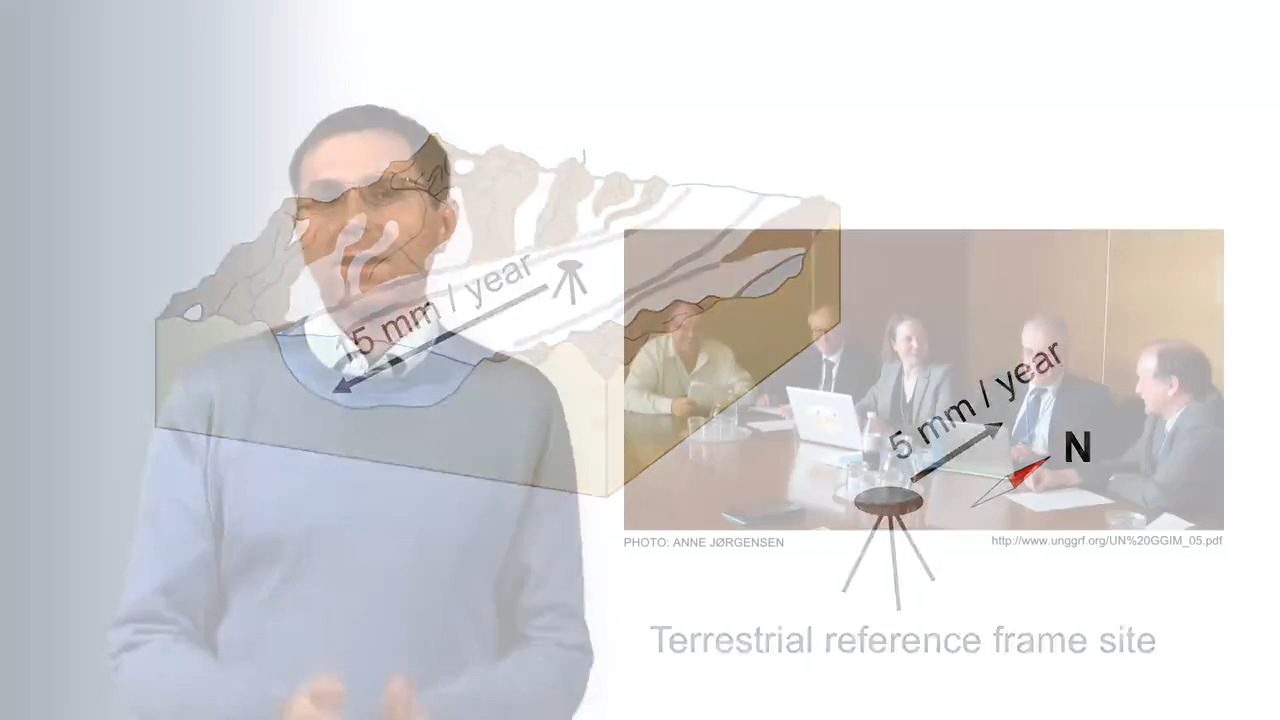 15 mm / year
5 mm / year
N
PHOTO: ANNE JØRGENSEN
http://www.unggrf.org/UN%20GGIM_05.pdf
Terrestrial reference frame site